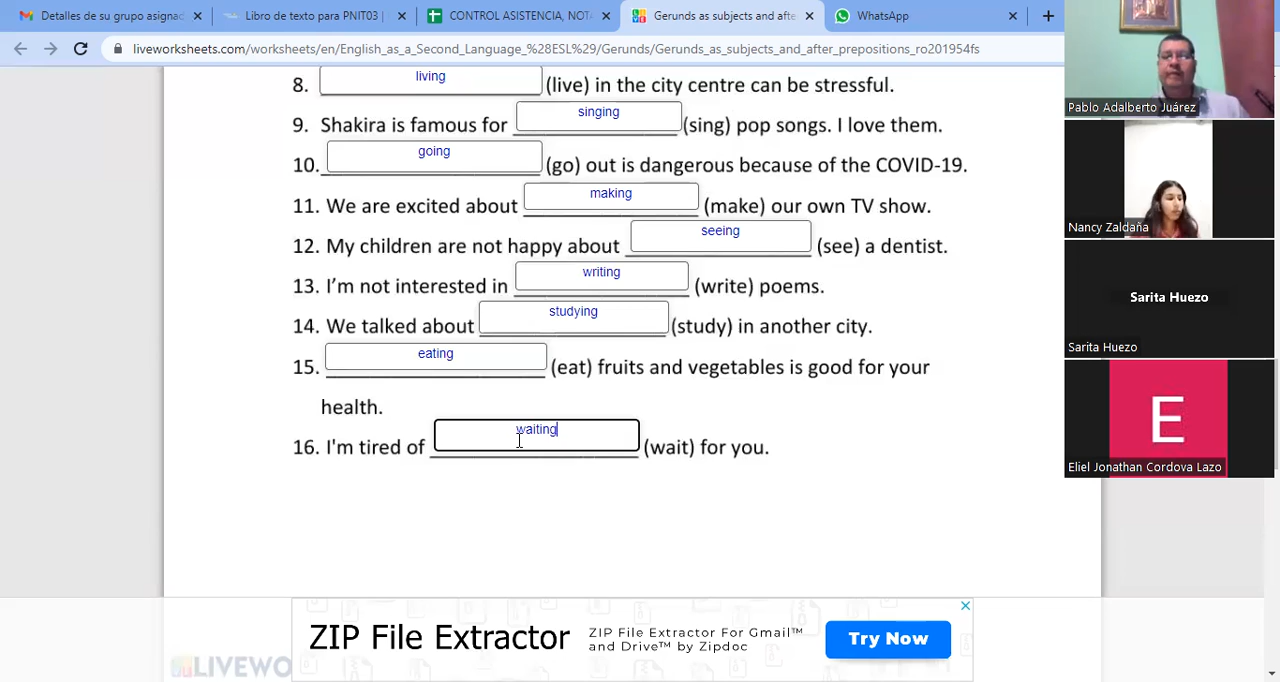 Detalles de su grupo asignad
Libro de texto para PNIT03 |
CONTROL ASISTENCIA, NOTA
Gerunds as subjects and afte
WhatsApp
liveworksheets.com/worksheets/en/English_as_a_Second_Language_%28ESL%29/Gerunds/Gerunds_as_subjects_and_after_prepositions_ro201954fs
8. living (live) in the city centre can be stressful.
9. Shakira is famous for singing (sing) pop songs. I love them.
10. going (go) out is dangerous because of the COVID-19.
11. We are excited about making (make) our own TV show.
12. My children are not happy about seeing (see) a dentist.
13. I'm not interested in writing (write) poems.
14. We talked about studying (study) in another city.
15. eating (eat) fruits and vegetables is good for your
health.
16. I'm tired of waiting (wait) for you.
Pablo Adalberto Juárez
Nancy Zaldaña
Sarita Huezo
Sarita Huezo
E
Eliel Jonathan Cordova Lazo
ZIP File Extractor
ZIP File Extractor For Gmail™
and Drive™ by Zipdoc
Try Now
LIVEWO